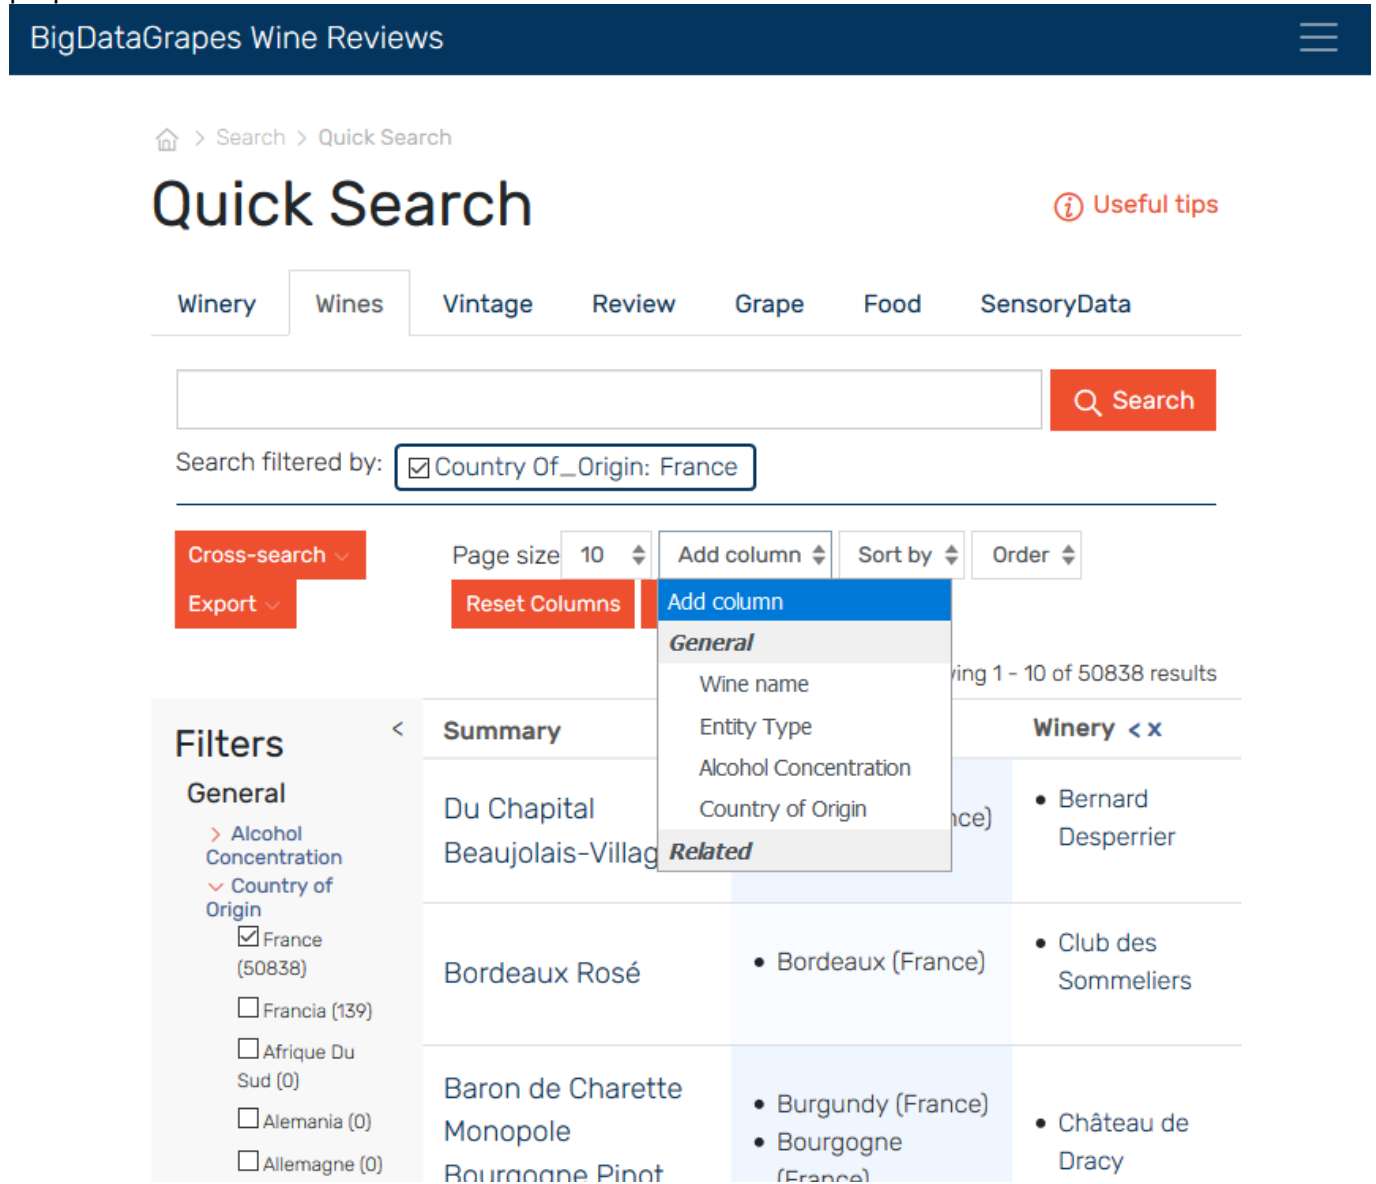 BigDataGrapes Wine Reviews
> Search > Quick Search
Quick Search
Useful tips
Winery Wines Vintage Review Grape Food SensoryData
Search
Search filtered by: Country Of_Origin: France
Cross-search Page size 10 Add column Sort by Order
Export Reset Columns
Add column
General
Wine name
Entity Type
Alcohol Concentration
Country of Origin
Related
ving 1 - 10 of 50838 results
Filters <
General
> Alcohol
Concentration
Country of
Origin
France
(50838)
Francia (139)
Afrique Du
Sud (0)
Alemania (0)
Allemagne (0)
Summary Winery < x
Du Chapital
Beaujolais-Villag
nce)
Bernard
Desperrier
Bordeaux Rosé
Bordeaux (France)
Club des
Sommeliers
Baron de Charette
Monopole
Bourgogne Pinot
Burgundy (France)
Bourgogne
(France)
Château de
Dracy